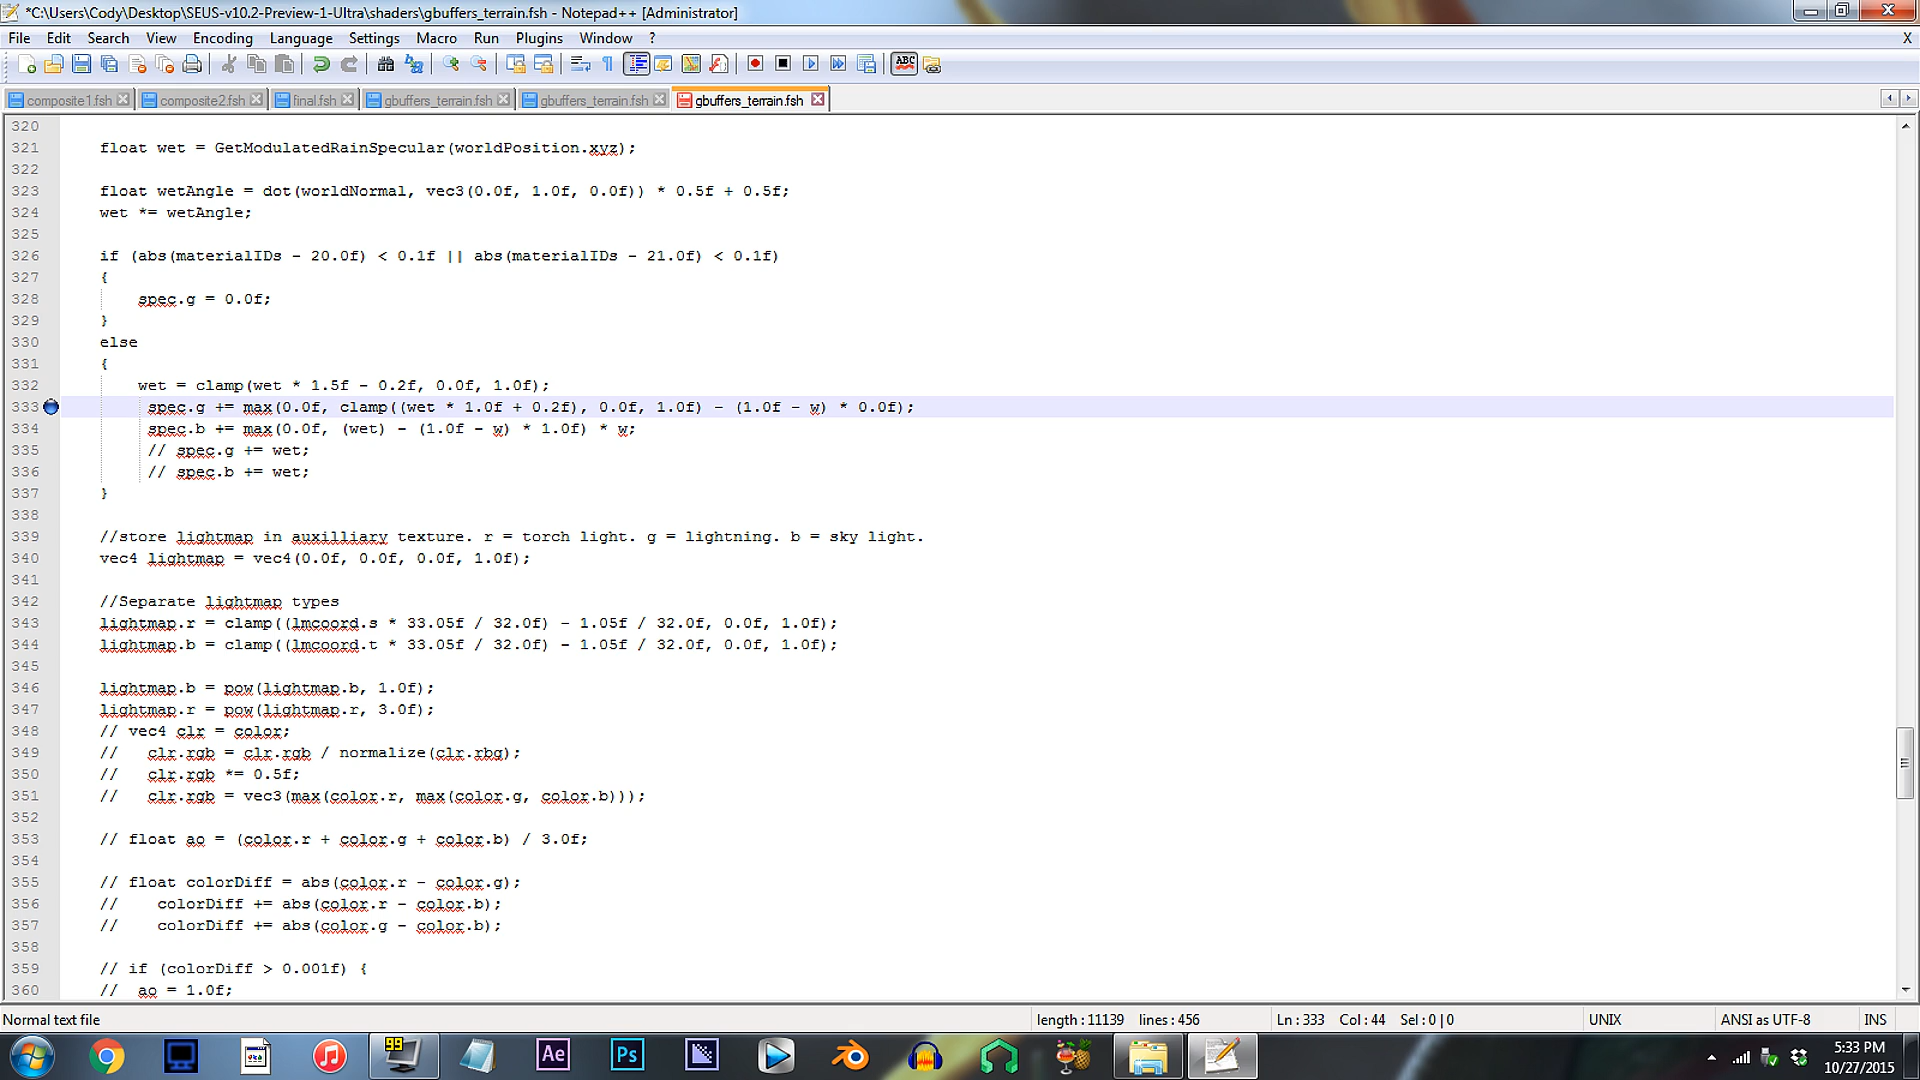 *C:\Users\Cody\Desktop\SEUS-v10.2-Preview-1-Ultra\shaders\gbuffers_terrain.fsh - Notepad++ [Administrator]
File Edit Search View Encoding Language Settings Macro Run Plugins Window ? X
composite1.fsh composite2.fsh final.fsh gbuffers_terrain.fsh gbuffers_terrain.fsh gbuffers_terrain.fsh
320
321 float wet = GetModulatedRainSpecular(worldPosition.xyz);
322
323 float wetAngle = dot(worldNormal, vec3(0.0f, 1.0f, 0.0f)) * 0.5f + 0.5f;
324 wet *= wetAngle;
325
326 if (abs(materialIDs - 20.0f) < 0.1f || abs(materialIDs - 21.0f) < 0.1f)
327 {
328 spec.g = 0.0f;
329 }
330 else
331 {
332 wet = clamp(wet * 1.5f - 0.2f, 0.0f, 1.0f);
333 spec.g += max(0.0f, clamp((wet * 1.0f + 0.2f), 0.0f, 1.0f) - (1.0f - w) * 0.0f);
334 spec.b += max(0.0f, (wet) - (1.0f - w) * 1.0f) * w;
335 // spec.g += wet;
336 // spec.b += wet;
337 }
338
339 //store lightmap in auxilliary texture. r = torch light. g = lightning. b = sky light.
340 vec4 lightmap = vec4(0.0f, 0.0f, 0.0f, 1.0f);
341
342 //Separate lightmap types
343 lightmap.r = clamp((lmcoord.s * 33.05f / 32.0f) - 1.05f / 32.0f, 0.0f, 1.0f);
344 lightmap.b = clamp((lmcoord.t * 33.05f / 32.0f) - 1.05f / 32.0f, 0.0f, 1.0f);
345
346 lightmap.b = pow(lightmap.b, 1.0f);
347 lightmap.r = pow(lightmap.r, 3.0f);
348 // vec4 clr = color;
349 // clr.rgb = clr.rgb / normalize(clr.rbg);
350 // clr.rgb *= 0.5f;
351 // clr.rgb = vec3(max(color.r, max(color.g, color.b)));
352
353 // float ao = (color.r + color.g + color.b) / 3.0f;
354
355 // float colorDiff = abs(color.r - color.g);
356 // colorDiff += abs(color.r - color.b);
357 // colorDiff += abs(color.g - color.b);
358
359 // if (colorDiff > 0.001f) {
360 // ao = 1.0f;
Normal text file length : 11139 lines : 456 Ln : 333 Col : 44 Sel : 0 | 0 UNIX ANSI as UTF-8 INS
99 Ae Ps
5:33 PM
10/27/2015